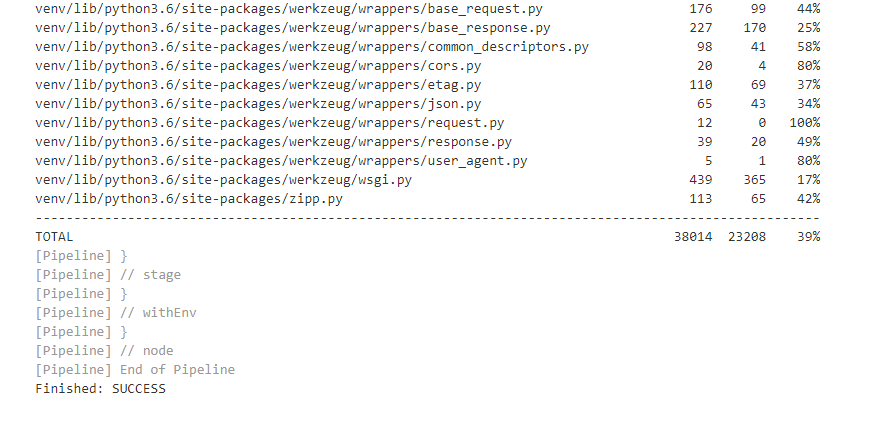 venv/lib/python3.6/site-packages/werkzeug/wrappers/base_request.py 176 99 44%
venv/lib/python3.6/site-packages/werkzeug/wrappers/base_response.py 227 170 25%
venv/lib/python3.6/site-packages/werkzeug/wrappers/common_descriptors.py 98 41 58%
venv/lib/python3.6/site-packages/werkzeug/wrappers/cors.py 20 4 80%
venv/lib/python3.6/site-packages/werkzeug/wrappers/etag.py 110 69 37%
venv/lib/python3.6/site-packages/werkzeug/wrappers/json.py 65 43 34%
venv/lib/python3.6/site-packages/werkzeug/wrappers/request.py 12 0 100%
venv/lib/python3.6/site-packages/werkzeug/wrappers/response.py 39 20 49%
venv/lib/python3.6/site-packages/werkzeug/wrappers/user_agent.py 5 1 80%
venv/lib/python3.6/site-packages/werkzeug/wsgi.py 439 365 17%
venv/lib/python3.6/site-packages/zipp.py 113 65 42%
------------------------------------------------------------------------------------------------------
TOTAL 38014 23208 39%
[Pipeline] }
[Pipeline] // stage
[Pipeline] }
[Pipeline] // withEnv
[Pipeline] }
[Pipeline] // node
[Pipeline] End of Pipeline
Finished: SUCCESS